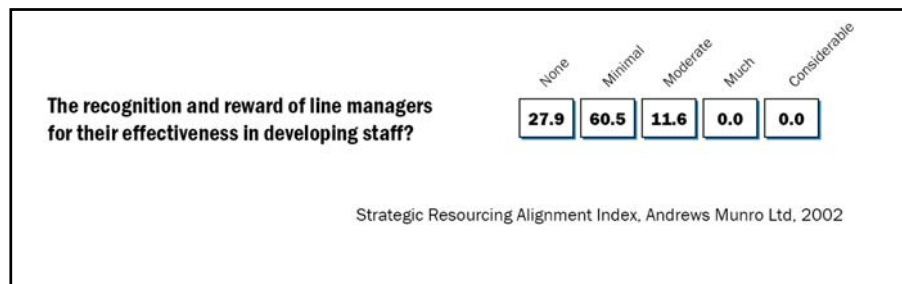 None Minimal Moderate Much Considerable
The recognition and reward of line managers
for their effectiveness in developing staff?
27.9 60.5 11.6 0.0 0.0
Strategic Resourcing Alignment Index, Andrews Munro Ltd, 2002